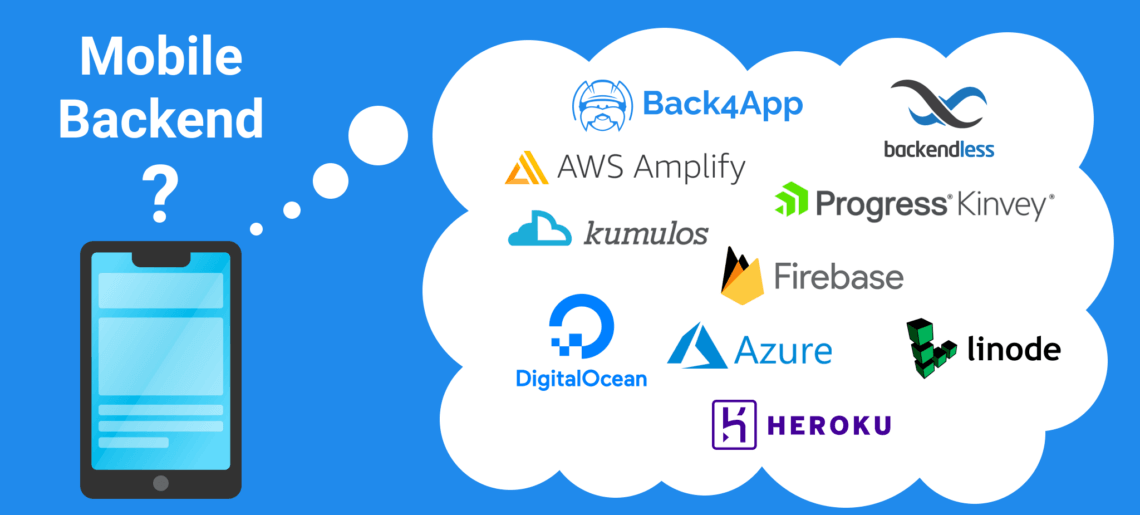 Mobile
Backend
?
Back4App
backendless
AWS Amplify
Progress® Kinvey®
kumulos
Firebase
DigitalOcean
Azure
linode
HEROKU